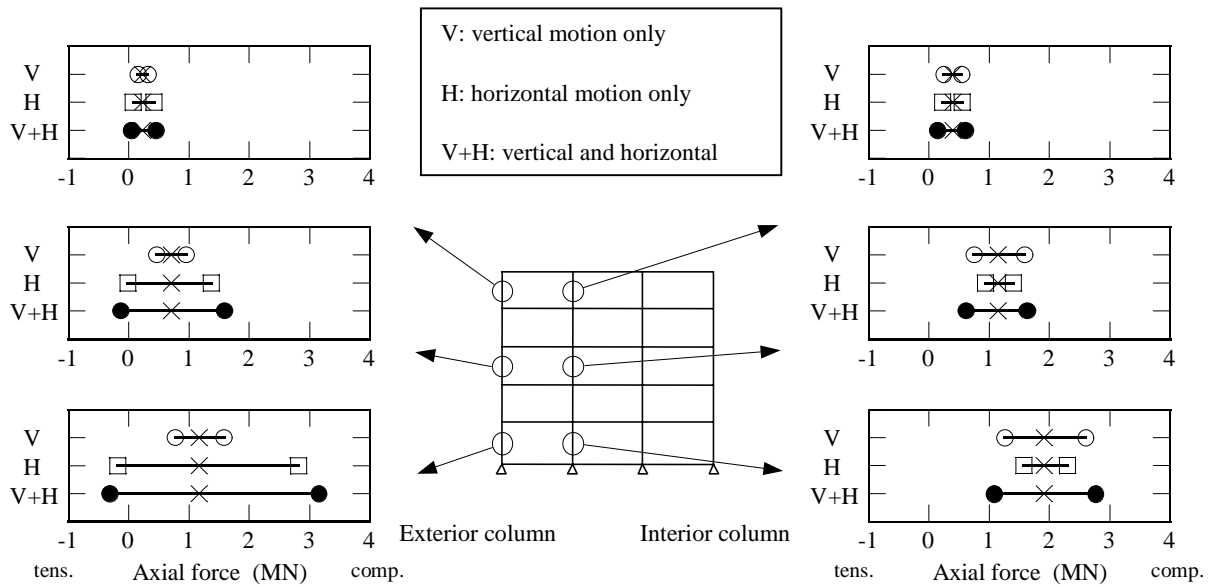 V: vertical motion only
H: horizontal motion only
V+H: vertical and horizontal
V
H
V+H
-1 0 1 2 3 4
V
H
V+H
-1 0 1 2 3 4
V
H
V+H
-1 0 1 2 3 4
tens. Axial force (MN) comp.
Exterior column
Interior column
V
H
V+H
-1 0 1 2 3 4
V
H
V+H
-1 0 1 2 3 4
V
H
V+H
-1 0 1 2 3 4
tens. Axial force (MN) comp.